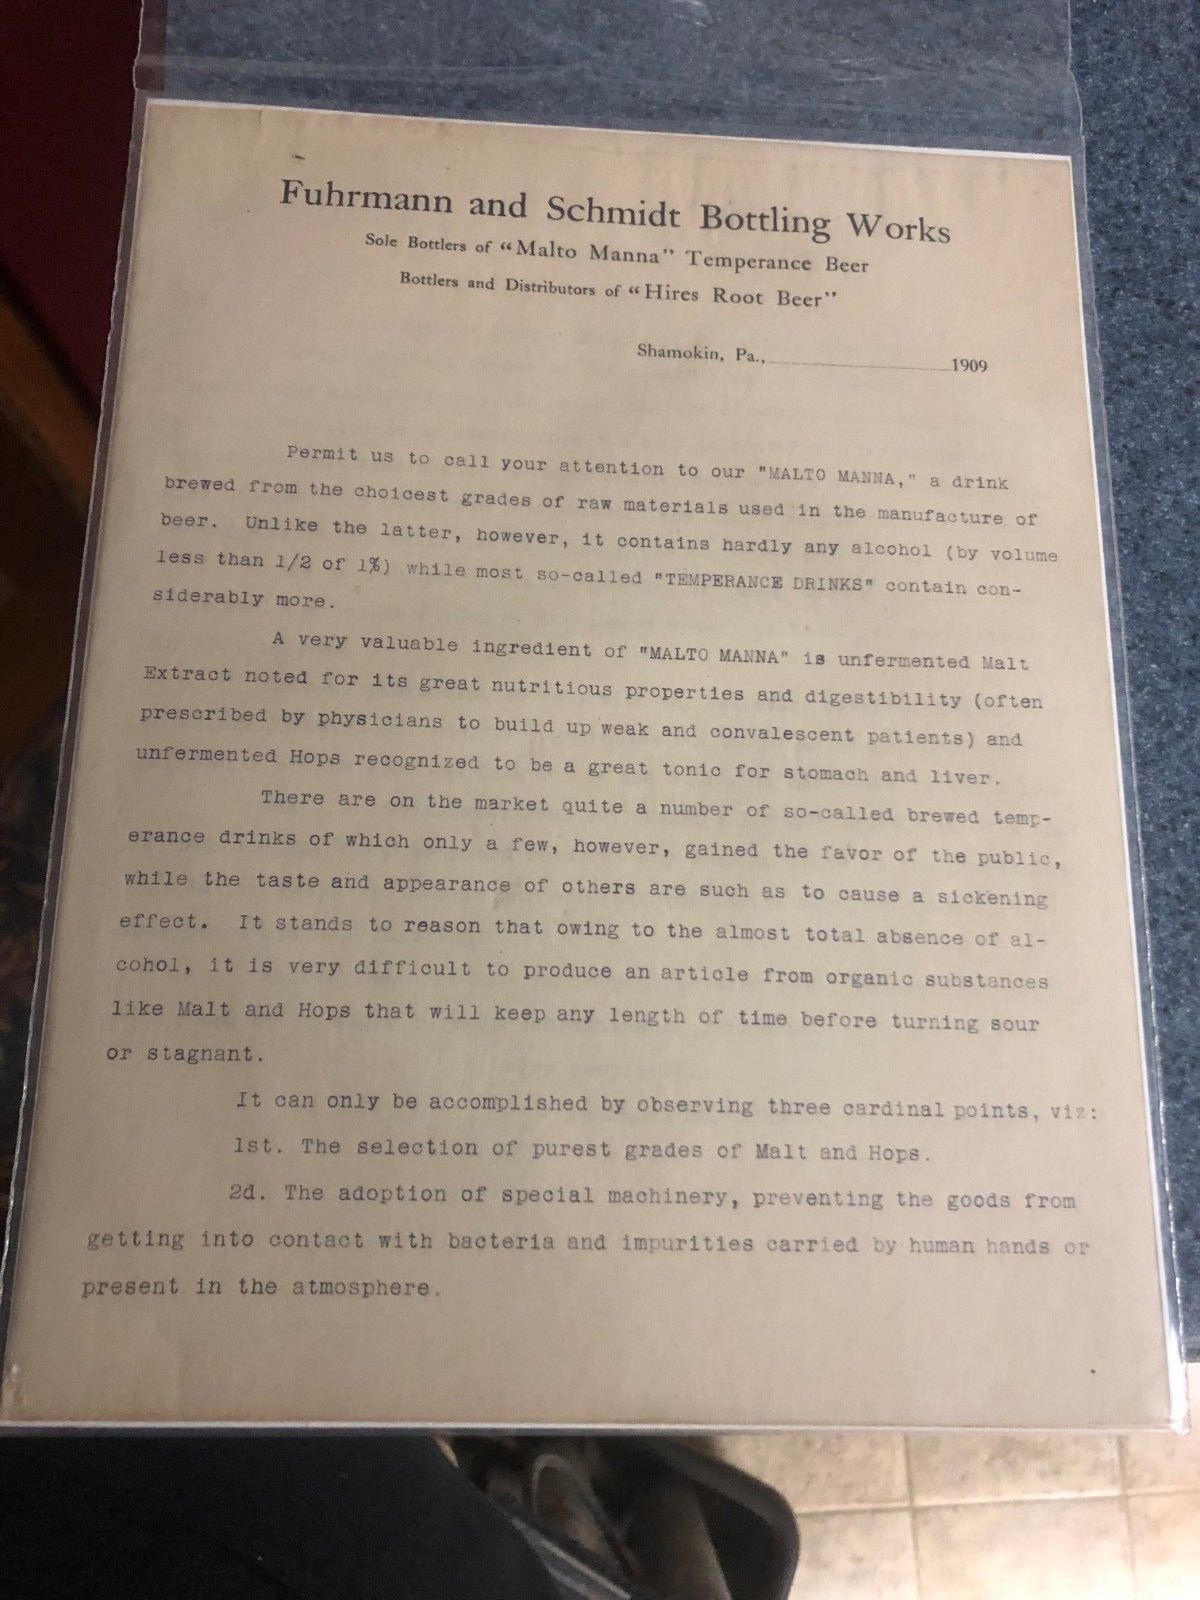 Fuhrmann and Schmidt Bottling Works
Sole Bottlers of “Malto Manna” Temperance Beer
Bottlers and Distributors of “Hires Root Beer”
Shamokin, Pa., 1909
Permit us to call your attention to our "MALTO MANNA," a drink
brewed from the choicest grades of raw materials used in the manufacture of
beer. Unlike the latter, however, it contains hardly any alcohol (by volume
less than 1/2 of 1%) while most so-called "TEMPERANCE DRINKS" contain con-
siderably more.
A very valuable ingredient of "MALTO MANNA" is unfermented Malt
Extract noted for its great nutritious properties and digestibility (often
prescribed by physicians to build up weak and convalescent patients) and
unfermented Hops recognized to be a great tonic for stomach and liver.
There are on the market quite a number of so-called brewed temp-
erance drinks of which only a few, however, gained the favor of the public,
while the taste and appearance of others are such as to cause a sickening
effect. It stands to reason that owing to the almost total absence of al-
cohol, it is very difficult to produce an article from organic substances
like Malt and Hops that will keep any length of time before turning sour
or stagnant.
It can only be accomplished by observing three cardinal points, viz:
1st. The selection of purest grades of Malt and Hops.
2d. The adoption of special machinery, preventing the goods from
getting into contact with bacteria and impurities carried by human hands or
present in the atmosphere.